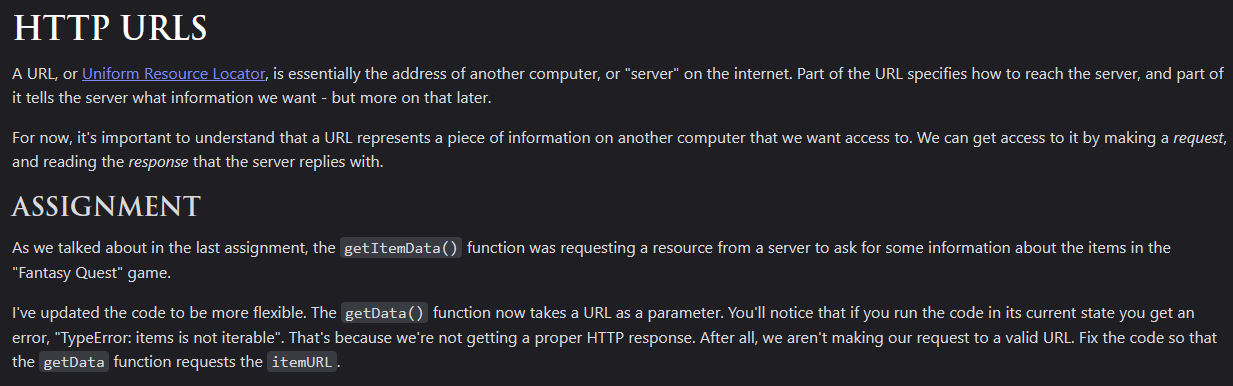 HTTP URLS
A URL, or Uniform Resource Locator, is essentially the address of another computer, or "server" on the internet. Part of the URL specifies how to reach the server, and part of
it tells the server what information we want - but more on that later.
For now, it's important to understand that a URL represents a piece of information on another computer that we want access to. We can get access to it by making a request,
and reading the response that the server replies with.
ASSIGNMENT
As we talked about in the last assignment, the getItemData() function was requesting a resource from a server to ask for some information about the items in the
"Fantasy Quest" game.
I've updated the code to be more flexible. The getData() function now takes a URL as a parameter. You'll notice that if you run the code in its current state you get an
error, "TypeError: items is not iterable". That's because we're not getting a proper HTTP response. After all, we aren't making our request to a valid URL. Fix the code so that
the getData function requests the itemURL.